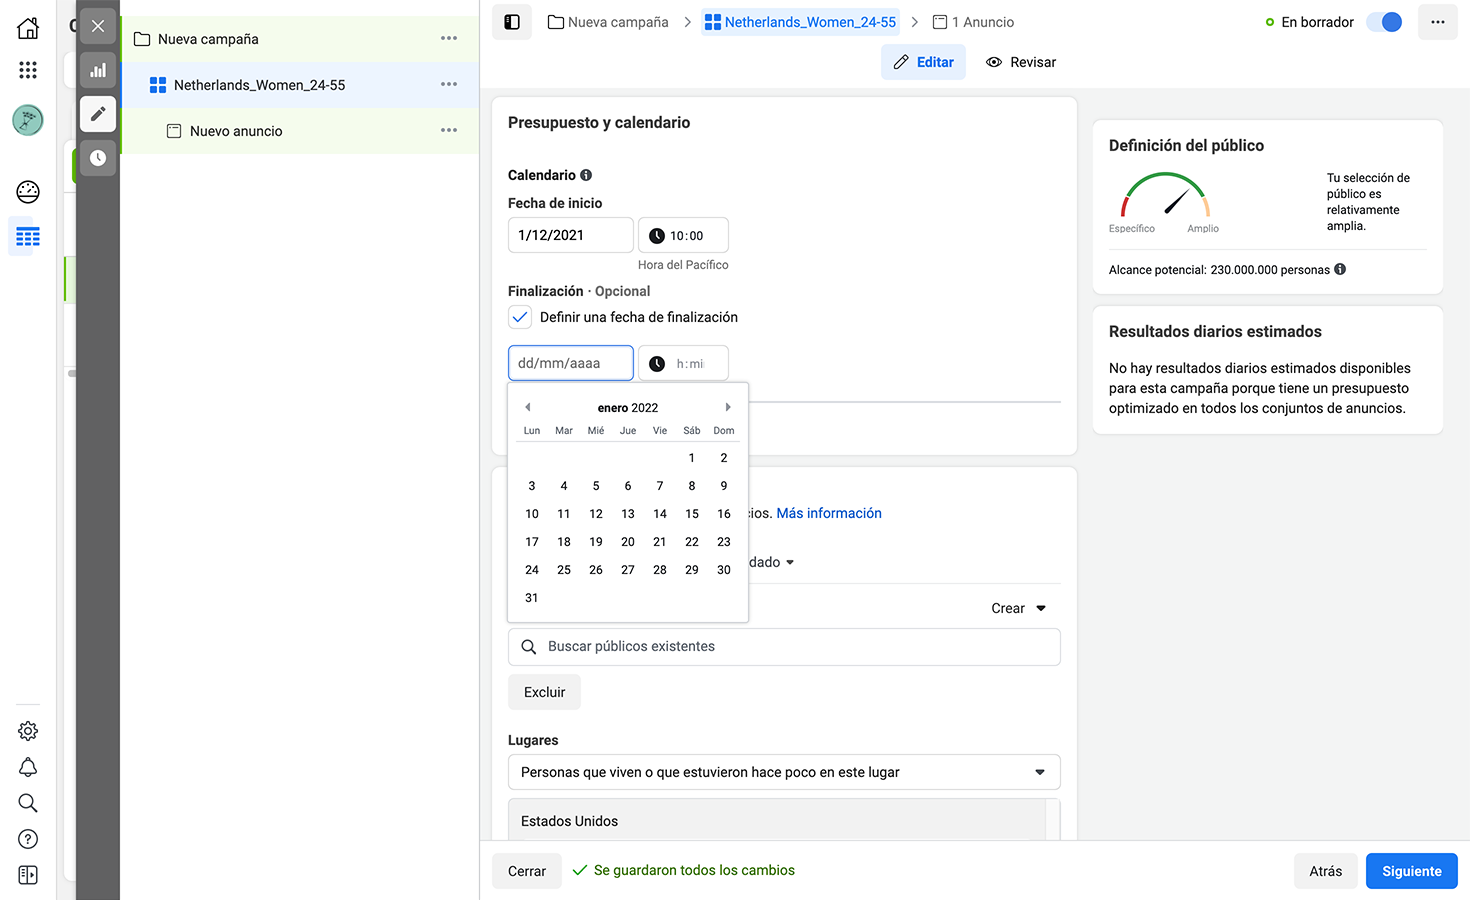 Nueva campaña
Netherlands_Women_24-55
Nuevo anuncio
Nueva campaña
Netherlands_Women_24-55
1 Anuncio
En borrador
Editar
Revisar
Presupuesto y calendario
Calendario
Fecha de inicio
1/12/2021
10:00
Hora del Pacífico
Finalización · Opcional
Definir una fecha de finalización
dd/mm/aaaa
h:mi
enero 2022
Lun Mar Mié Jue Vie Sáb Dom
1 2
3 4 5 6 7 8 9
10 11 12 13 14 15 16
17 18 19 20 21 22 23
24 25 26 27 28 29 30
31
cios. Más información
dado
Crear
Buscar públicos existentes
Excluir
Lugares
Personas que viven o que estuvieron hace poco en este lugar
Estados Unidos
Cerrar
Se guardaron todos los cambios
Atrás
Siguiente
Definición del público
Específico
Amplio
Tu selección de
público es
relativamente
amplia.
Alcance potencial: 230.000.000 personas
Resultados diarios estimados
No hay resultados diarios estimados disponibles
para esta campaña porque tiene un presupuesto
optimizado en todos los conjuntos de anuncios.